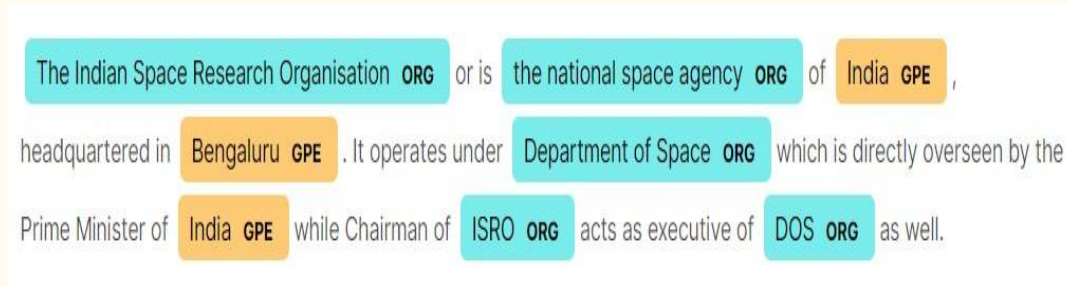 The Indian Space Research Organisation ORG or is the national space agency ORG of India GPE ,
headquartered in Bengaluru GPE . It operates under Department of Space ORG which is directly overseen by the
Prime Minister of India GPE while Chairman of ISRO ORG acts as executive of DOS ORG as well.